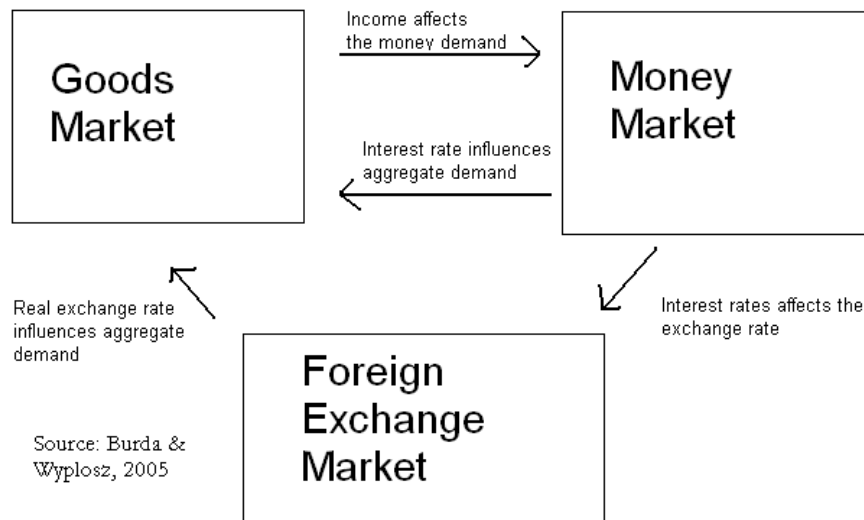 Income affects
the money demand
Goods
Market
Money
Market
Interest rate influences
aggregate demand
Real exchange rate
influences aggregate
demand
Interest rates affects the
exchange rate
Foreign
Exchange
Market
Source: Burda &
Wyplosz, 2005